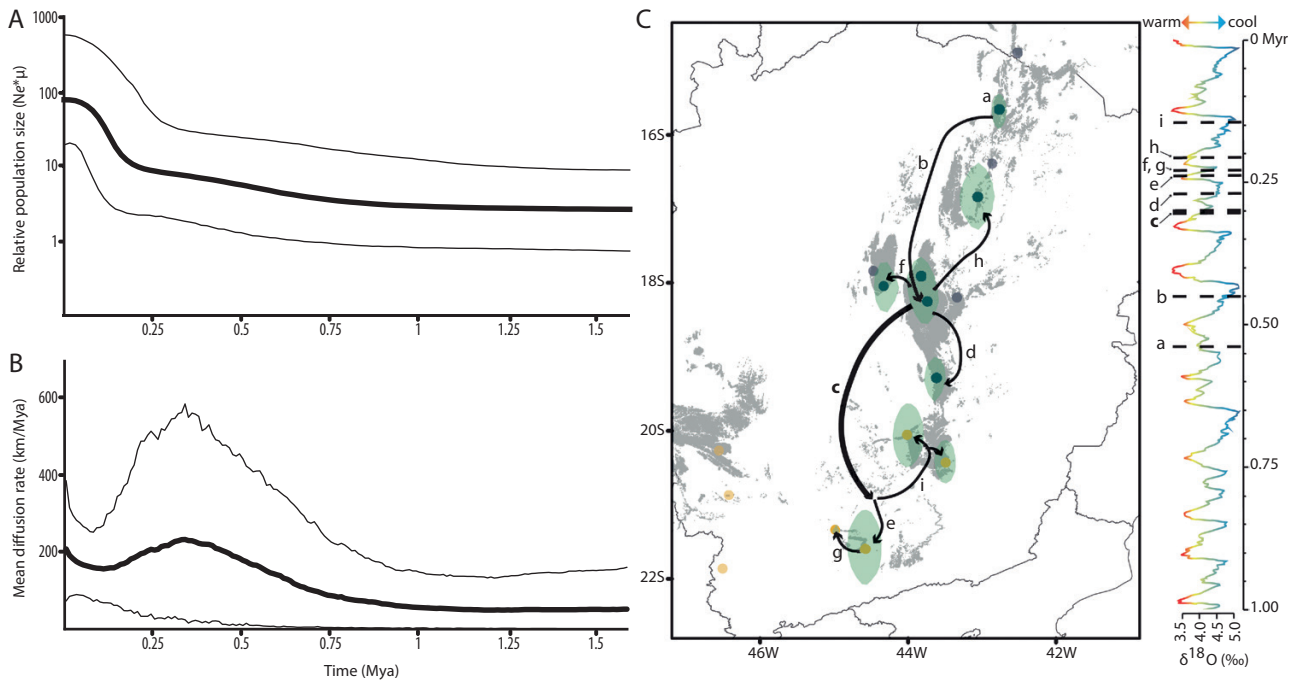 A
1000
100
10
1
Relative population size (Ne*μ)
0.25
0.5
0.75
1
1.25
1.5
B
600
400
200
Mean diffusion rate (km/Mya)
0.25
0.5
0.75
1
1.25
1.5
Time (Mya)
C
16S
18S
20S
22S
46W
44W
42W
a
b
f
h
c
d
i
e
g
warm
cool
0 Myr
0.25
0.50
0.75
1.00
i
h
f, g
e
d
c
b
a
3.5
4.0
4.5
5.0
δ18O (‰)